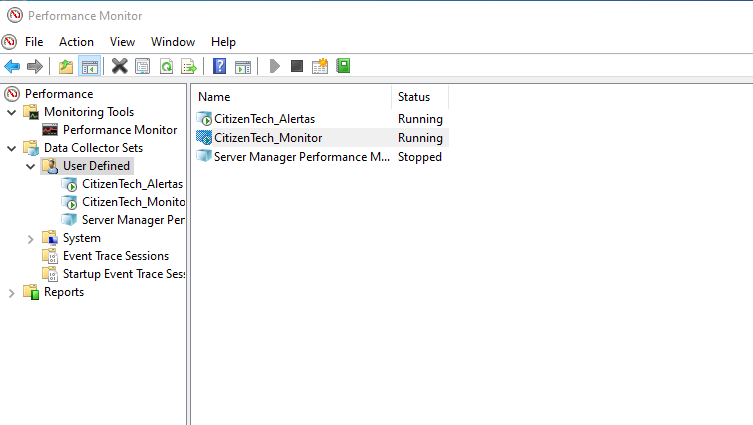 Performance Monitor
File Action View Window Help
Performance
Monitoring Tools
Performance Monitor
Data Collector Sets
User Defined
CitizenTech_Alertas
CitizenTech_Monito
Server Manager Per
System
Event Trace Sessions
Startup Event Trace Ses
Reports
Name Status
CitizenTech_Alertas Running
CitizenTech_Monitor Running
Server Manager Performance M... Stopped